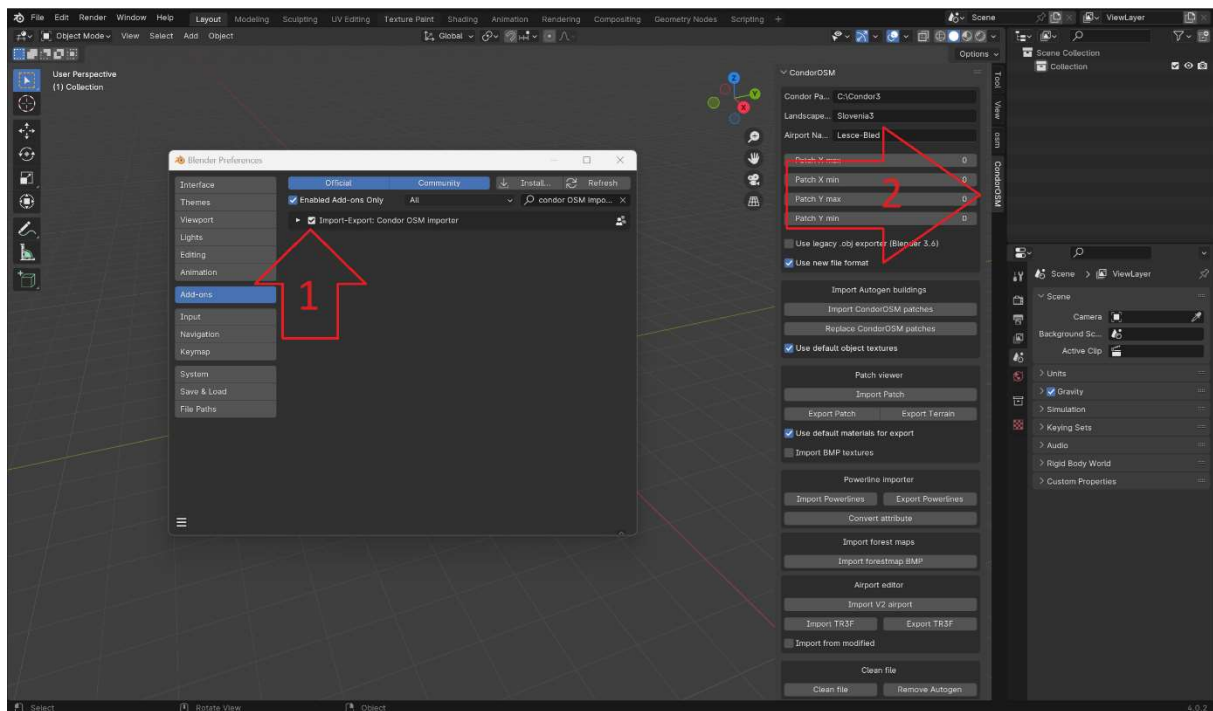 File Edit Render Window Help Layout Modeling Sculpting UV Editing Texture Paint Shading Animation Rendering Compositing Geometry Nodes Scripting + Scene ViewLayer
Object Mode View Select Add Object Global
Options
User Perspective
(1) Collection
Blender Preferences
Interface
Themes
Viewport
Lights
Editing
Animation
Add-ons
Input
Navigation
Keymap
System
Save & Load
File Paths
Official Community Install... Refresh
Enabled Add-ons Only All condor OSM impo...
Import-Export: Condor OSM importer
1
2
CondorOSM
Condor Pa... C:\Condor3
Landscape... Slovenia3
Airport Na... Lesce-Bled
Patch X max 0
Patch X min 0
Patch Y max 0
Patch Y min 0
Use legacy .obj exporter (Blender 3.6)
Use new file format
Import Autogen buildings
Import CondorOSM patches
Replace CondorOSM patches
Use default object textures
Patch viewer
Import Patch
Export Patch Export Terrain
Use default materials for export
Import BMP textures
Powerline importer
Import Powerlines Export Powerlines
Convert attribute
Import forest maps
Import forestmap BMP
Airport editor
Import V2 airport
Import TR3F Export TR3F
Import from modified
Clean file
Clean file Remove Autogen
Tool
View
osm
CondorOSM
Scene Collection
Collection
Scene > ViewLayer
Scene
Camera
Background Sc...
Active Clip
Units
Gravity
Simulation
Keying Sets
Audio
Rigid Body World
Custom Properties
Select Rotate View Object 4.0.2